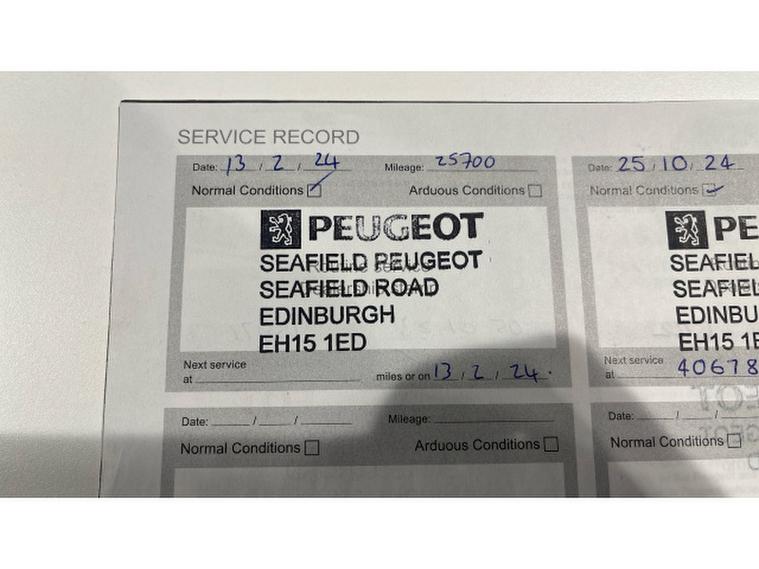 SERVICE RECORD
Date: 13 / 2 / 24 Mileage: 25700
Normal Conditions Arduous Conditions
PEUGEOT
SEAFIELD PEUGEOT
SEAFIELD ROAD
EDINBURGH
EH15 1ED
Next service
at miles or on 13 / 2 / 24.
Date: / / Mileage:
Normal Conditions Arduous Conditions
Date: 25 / 10 / 24
Normal Conditions
PE
SEAFIEL
SEAFIEL
EDINBU
EH15 1E
Next service
at 40678
Date: / /
Normal Conditions